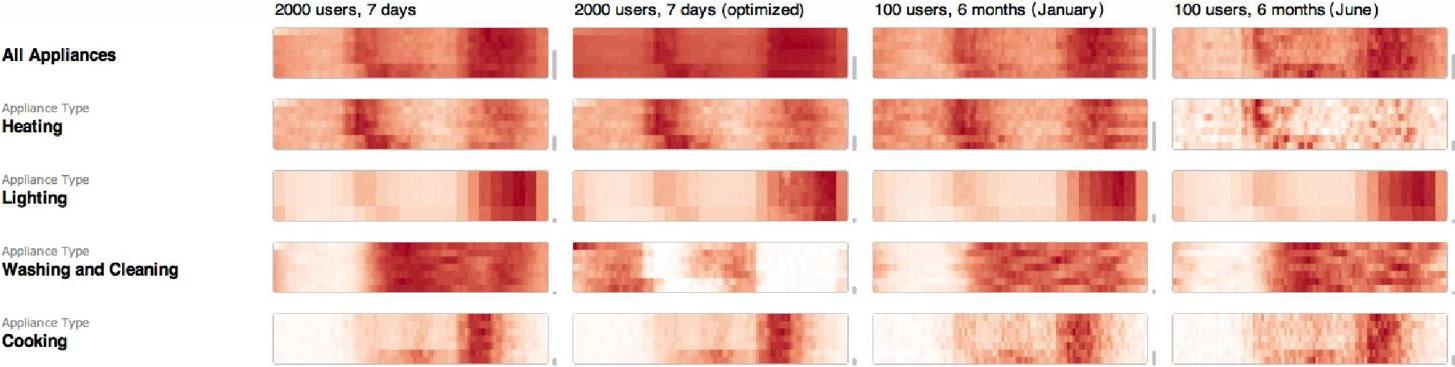 2000 users, 7 days
2000 users, 7 days (optimized)
100 users, 6 months (January)
100 users, 6 months (June)
All Appliances
Appliance Type
Heating
Appliance Type
Lighting
Appliance Type
Washing and Cleaning
Appliance Type
Cooking